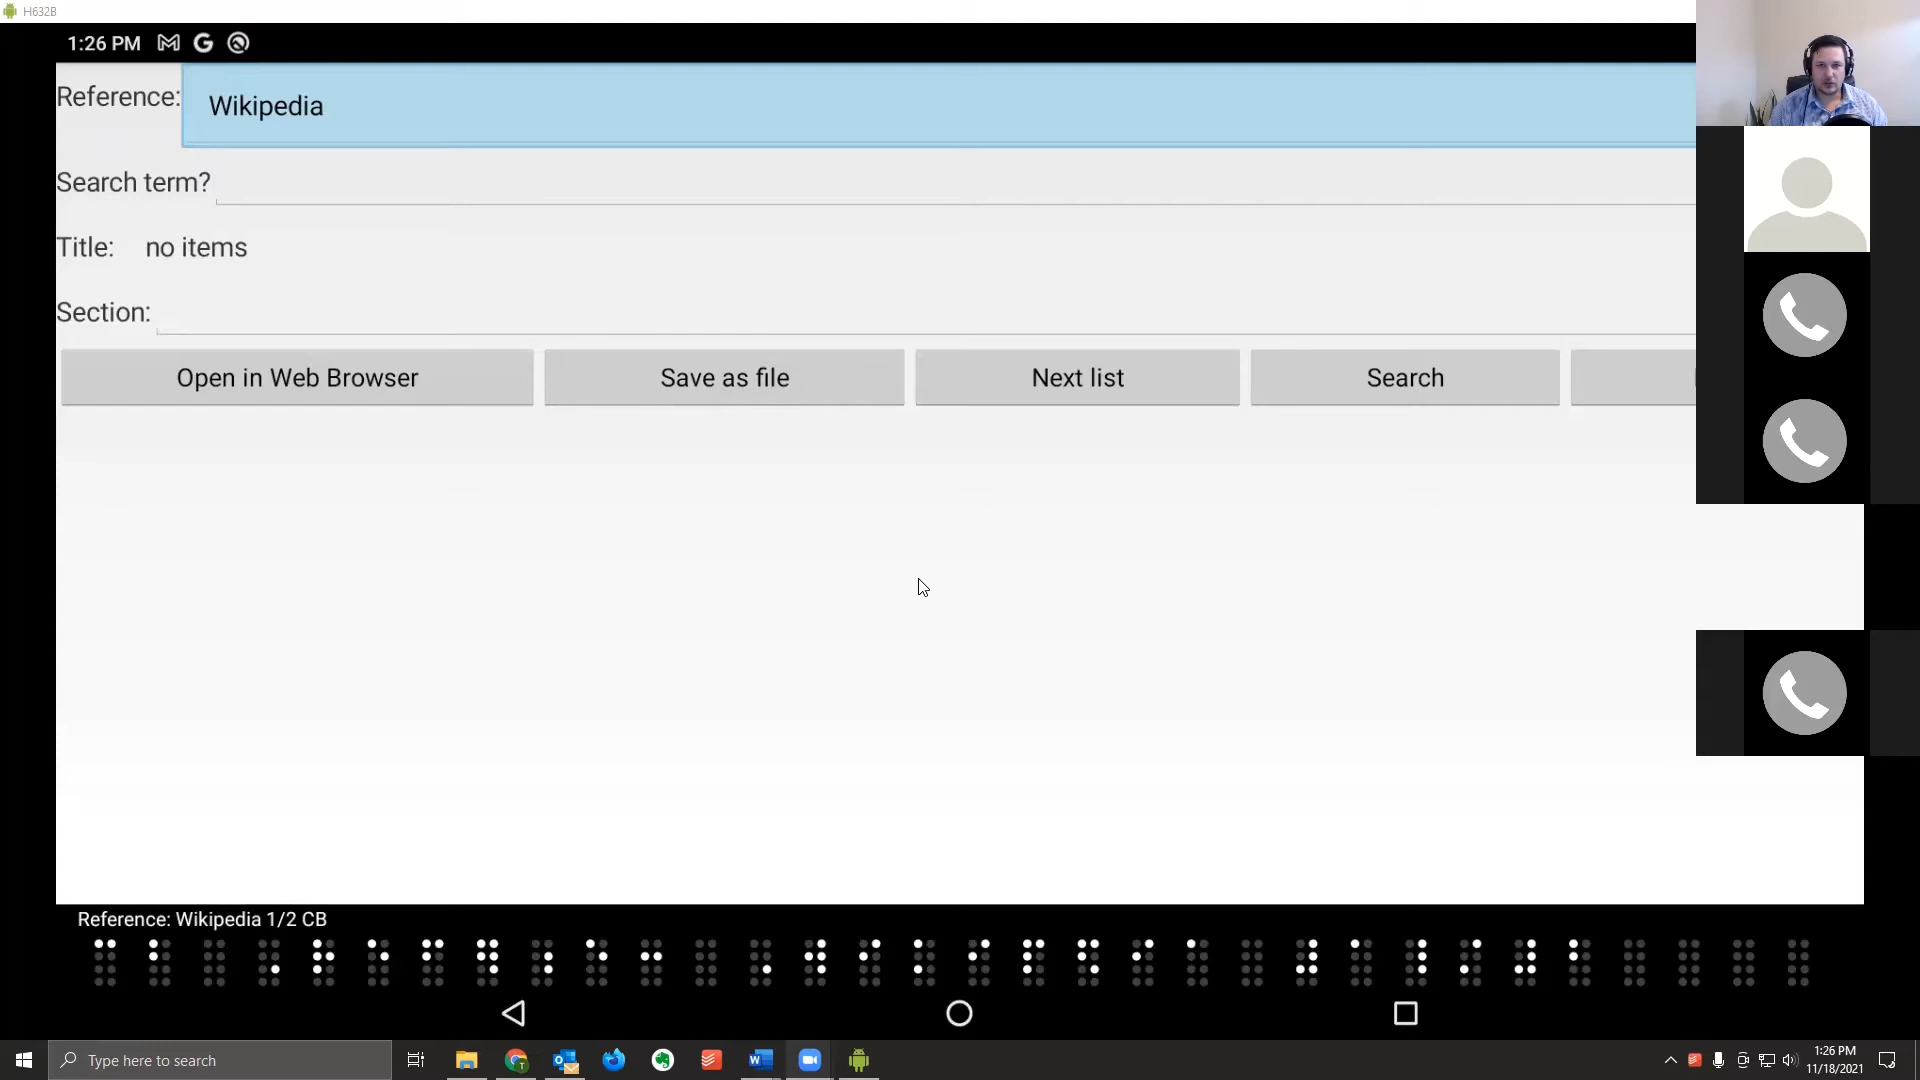 H632B
1:26 PM
Reference: Wikipedia
Search term?
Title: no items
Section:
Open in Web Browser Save as file Next list Search
Reference: Wikipedia 1/2 CB
Type here to search
1:26 PM
11/18/2021